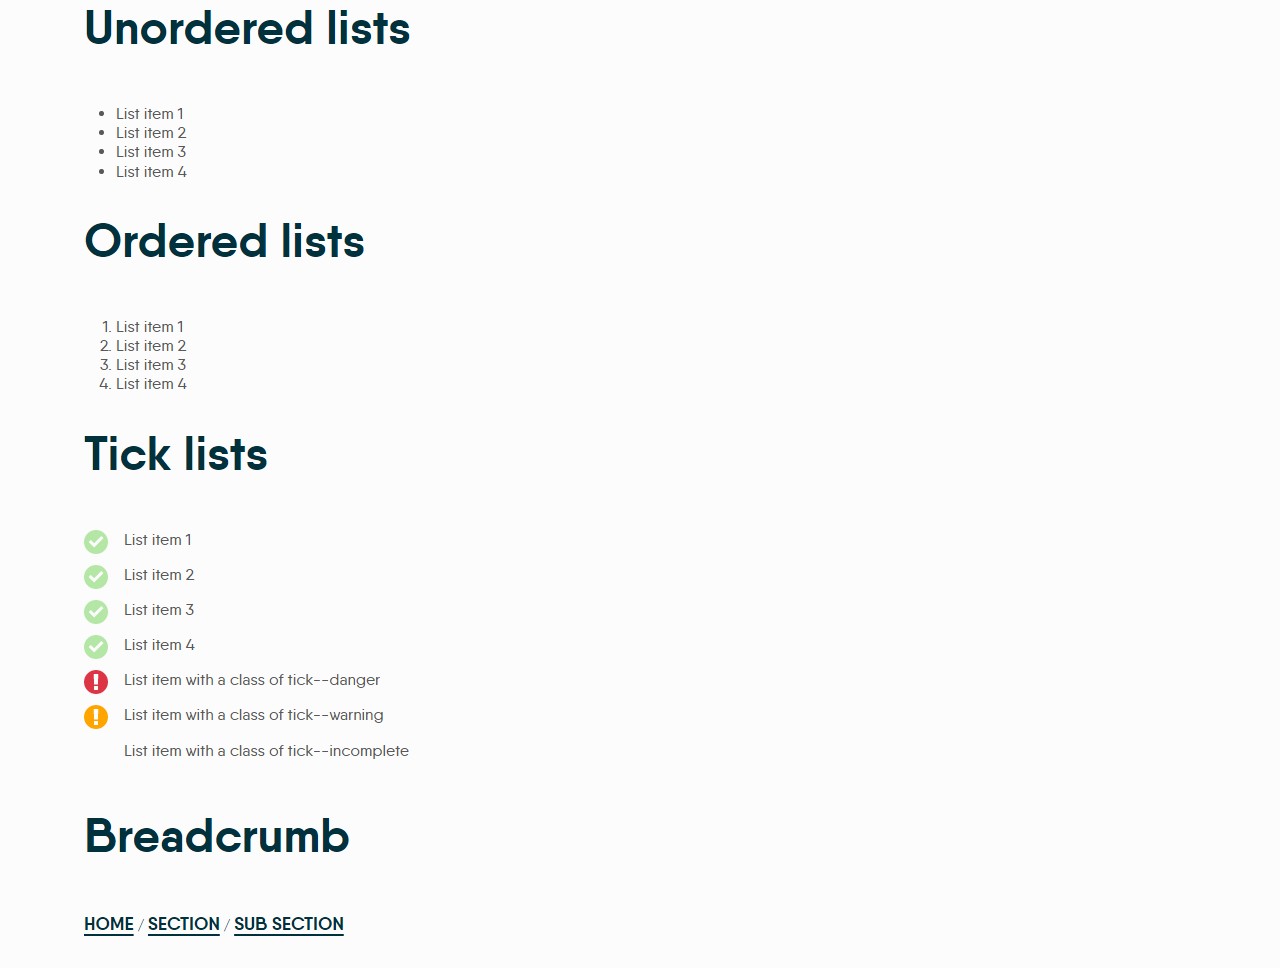 Unordered lists
• List item 1
• List item 2
• List item 3
• List item 4
Ordered lists
1. List item 1
2. List item 2
3. List item 3
4. List item 4
Tick lists
List item 1
List item 2
List item 3
List item 4
List item with a class of tick--danger
List item with a class of tick--warning
List item with a class of tick--incomplete
Breadcrumb
HOME / SECTION / SUB SECTION